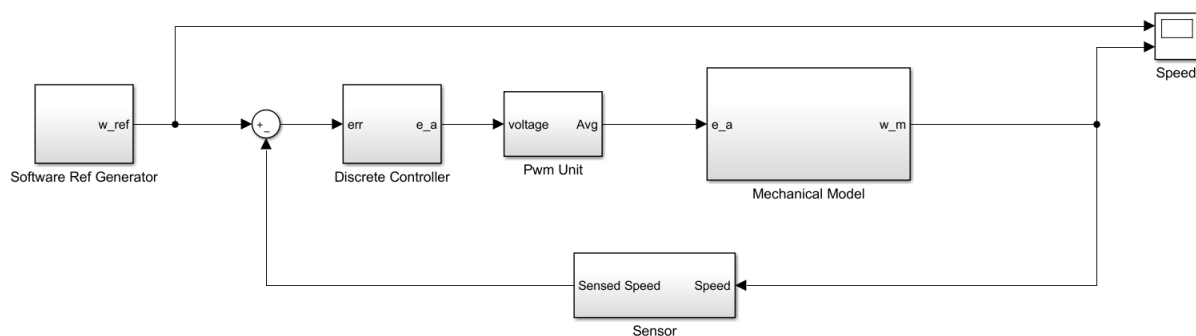 Speed
w_ref
Software Ref Generator
+
_
err
e_a
Discrete Controller
voltage
Avg
Pwm Unit
e_a
w_m
Mechanical Model
Sensed Speed
Speed
Sensor